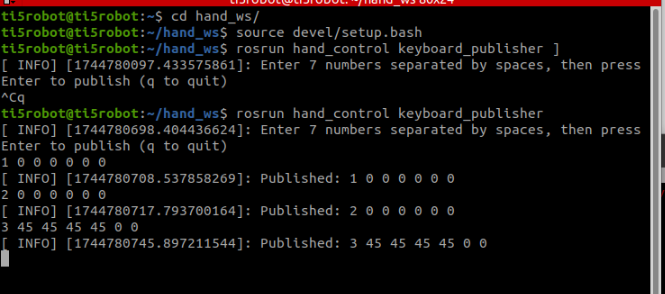 ti5robot@ti5robot: ~/hand_ws 80x24
ti5robot@ti5robot:~$ cd hand_ws/
ti5robot@ti5robot:~/hand_ws$ source devel/setup.bash
ti5robot@ti5robot:~/hand_ws$ rosrun hand_control keyboard_publisher ]
[ INFO] [1744780097.433575861]: Enter 7 numbers separated by spaces, then press
Enter to publish (q to quit)
^Cq
ti5robot@ti5robot:~/hand_ws$ rosrun hand_control keyboard_publisher
[ INFO] [1744780698.404436624]: Enter 7 numbers separated by spaces, then press
Enter to publish (q to quit)
1 0 0 0 0 0 0
[ INFO] [1744780708.537858269]: Published: 1 0 0 0 0 0 0
2 0 0 0 0 0 0
[ INFO] [1744780717.793700164]: Published: 2 0 0 0 0 0 0
3 45 45 45 45 0 0
[ INFO] [1744780745.897211544]: Published: 3 45 45 45 45 0 0